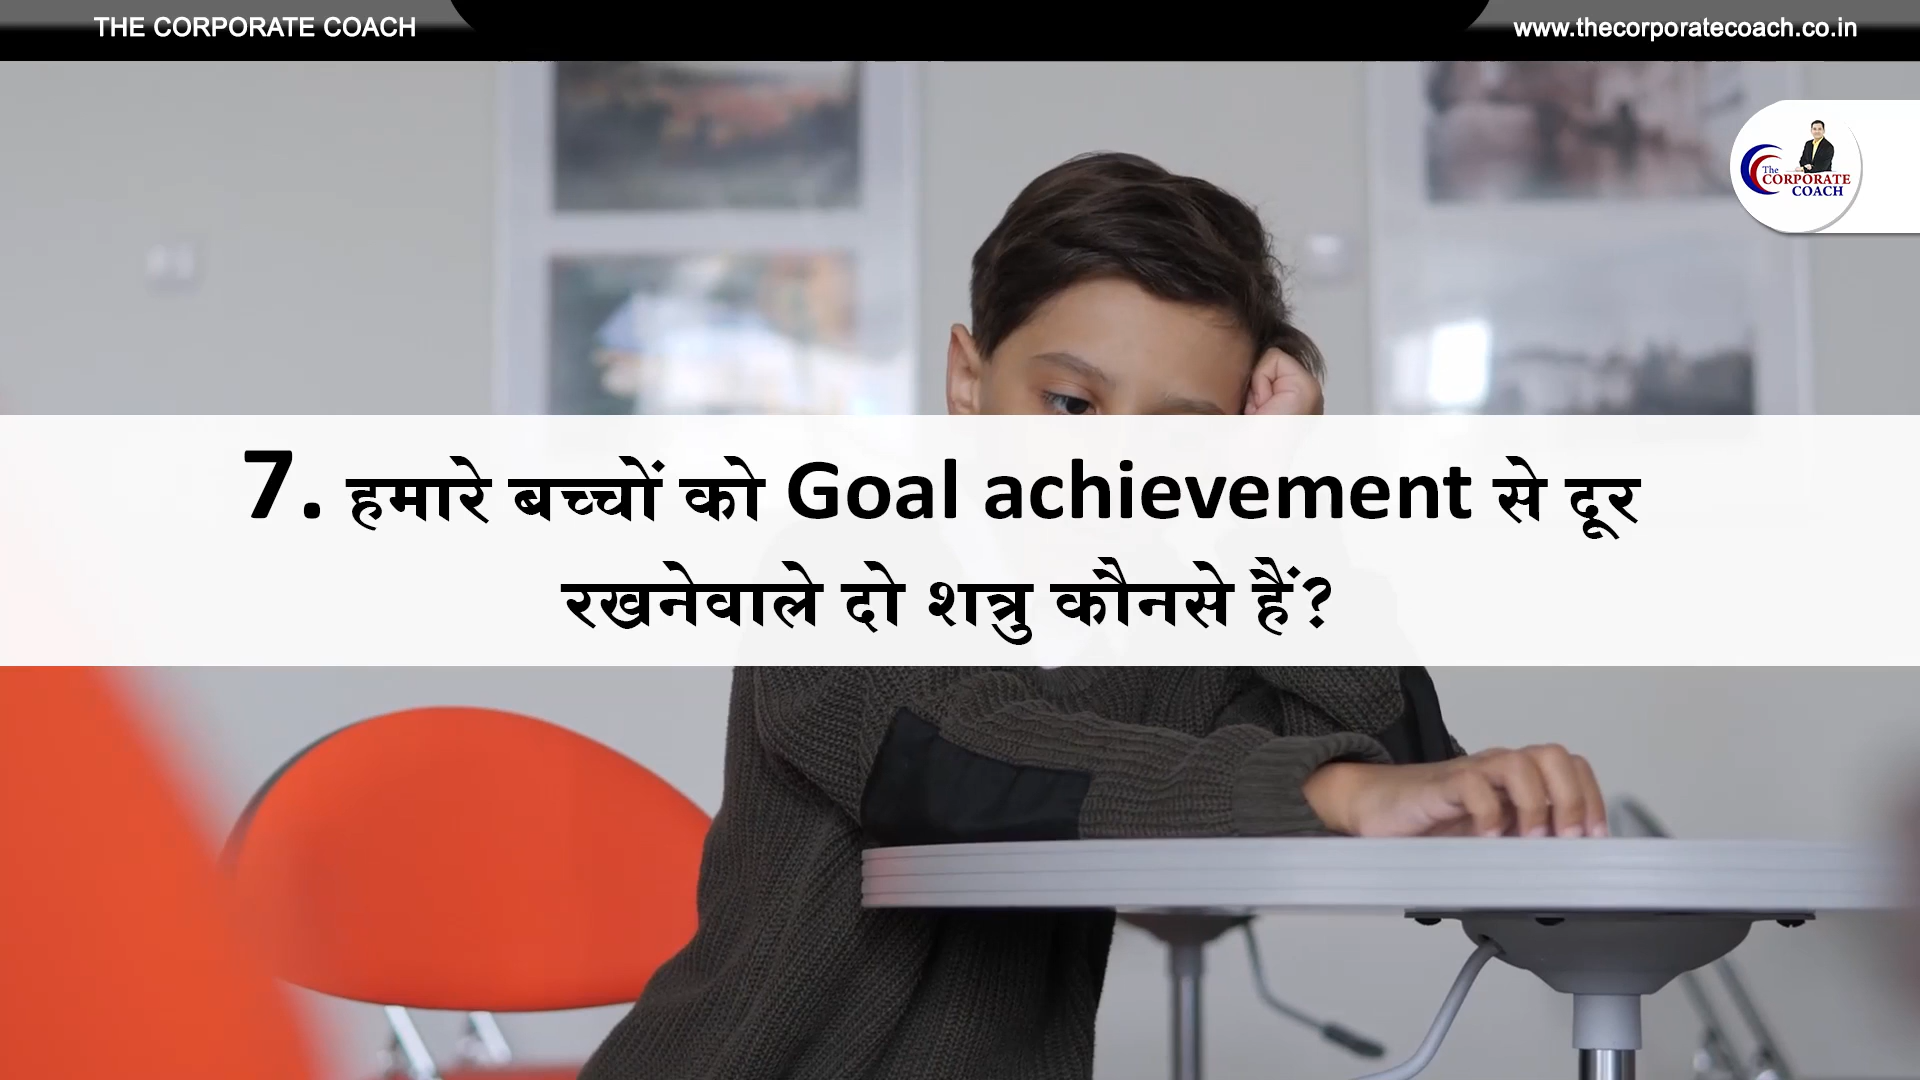 THE CORPORATE COACH
www.thecorporatecoach.co.in
The
CORPORATE
COACH
7. हमारे बच्चों को Goal achievement से दूर
रखनेवाले दो शत्रु कौनसे हैं?